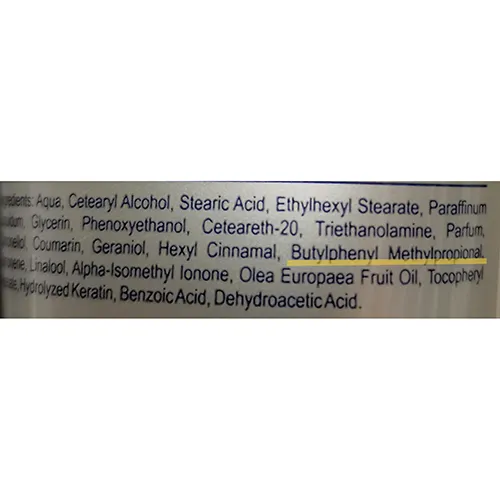 Aqua, Cetearyl Alcohol, Stearic Acid, Ethylhexyl Stearate, Paraffinum
Glycerin, Phenoxyethanol, Ceteareth-20, Triethanolamine, Parfum,
Coumarin, Geraniol, Hexyl Cinnamal, Butylphenyl Methylpropional,
Linalool, Alpha-Isomethyl Ionone, Olea Europaea Fruit Oil, Tocopheryl
Hydrolyzed Keratin, Benzoic Acid, Dehydroacetic Acid.